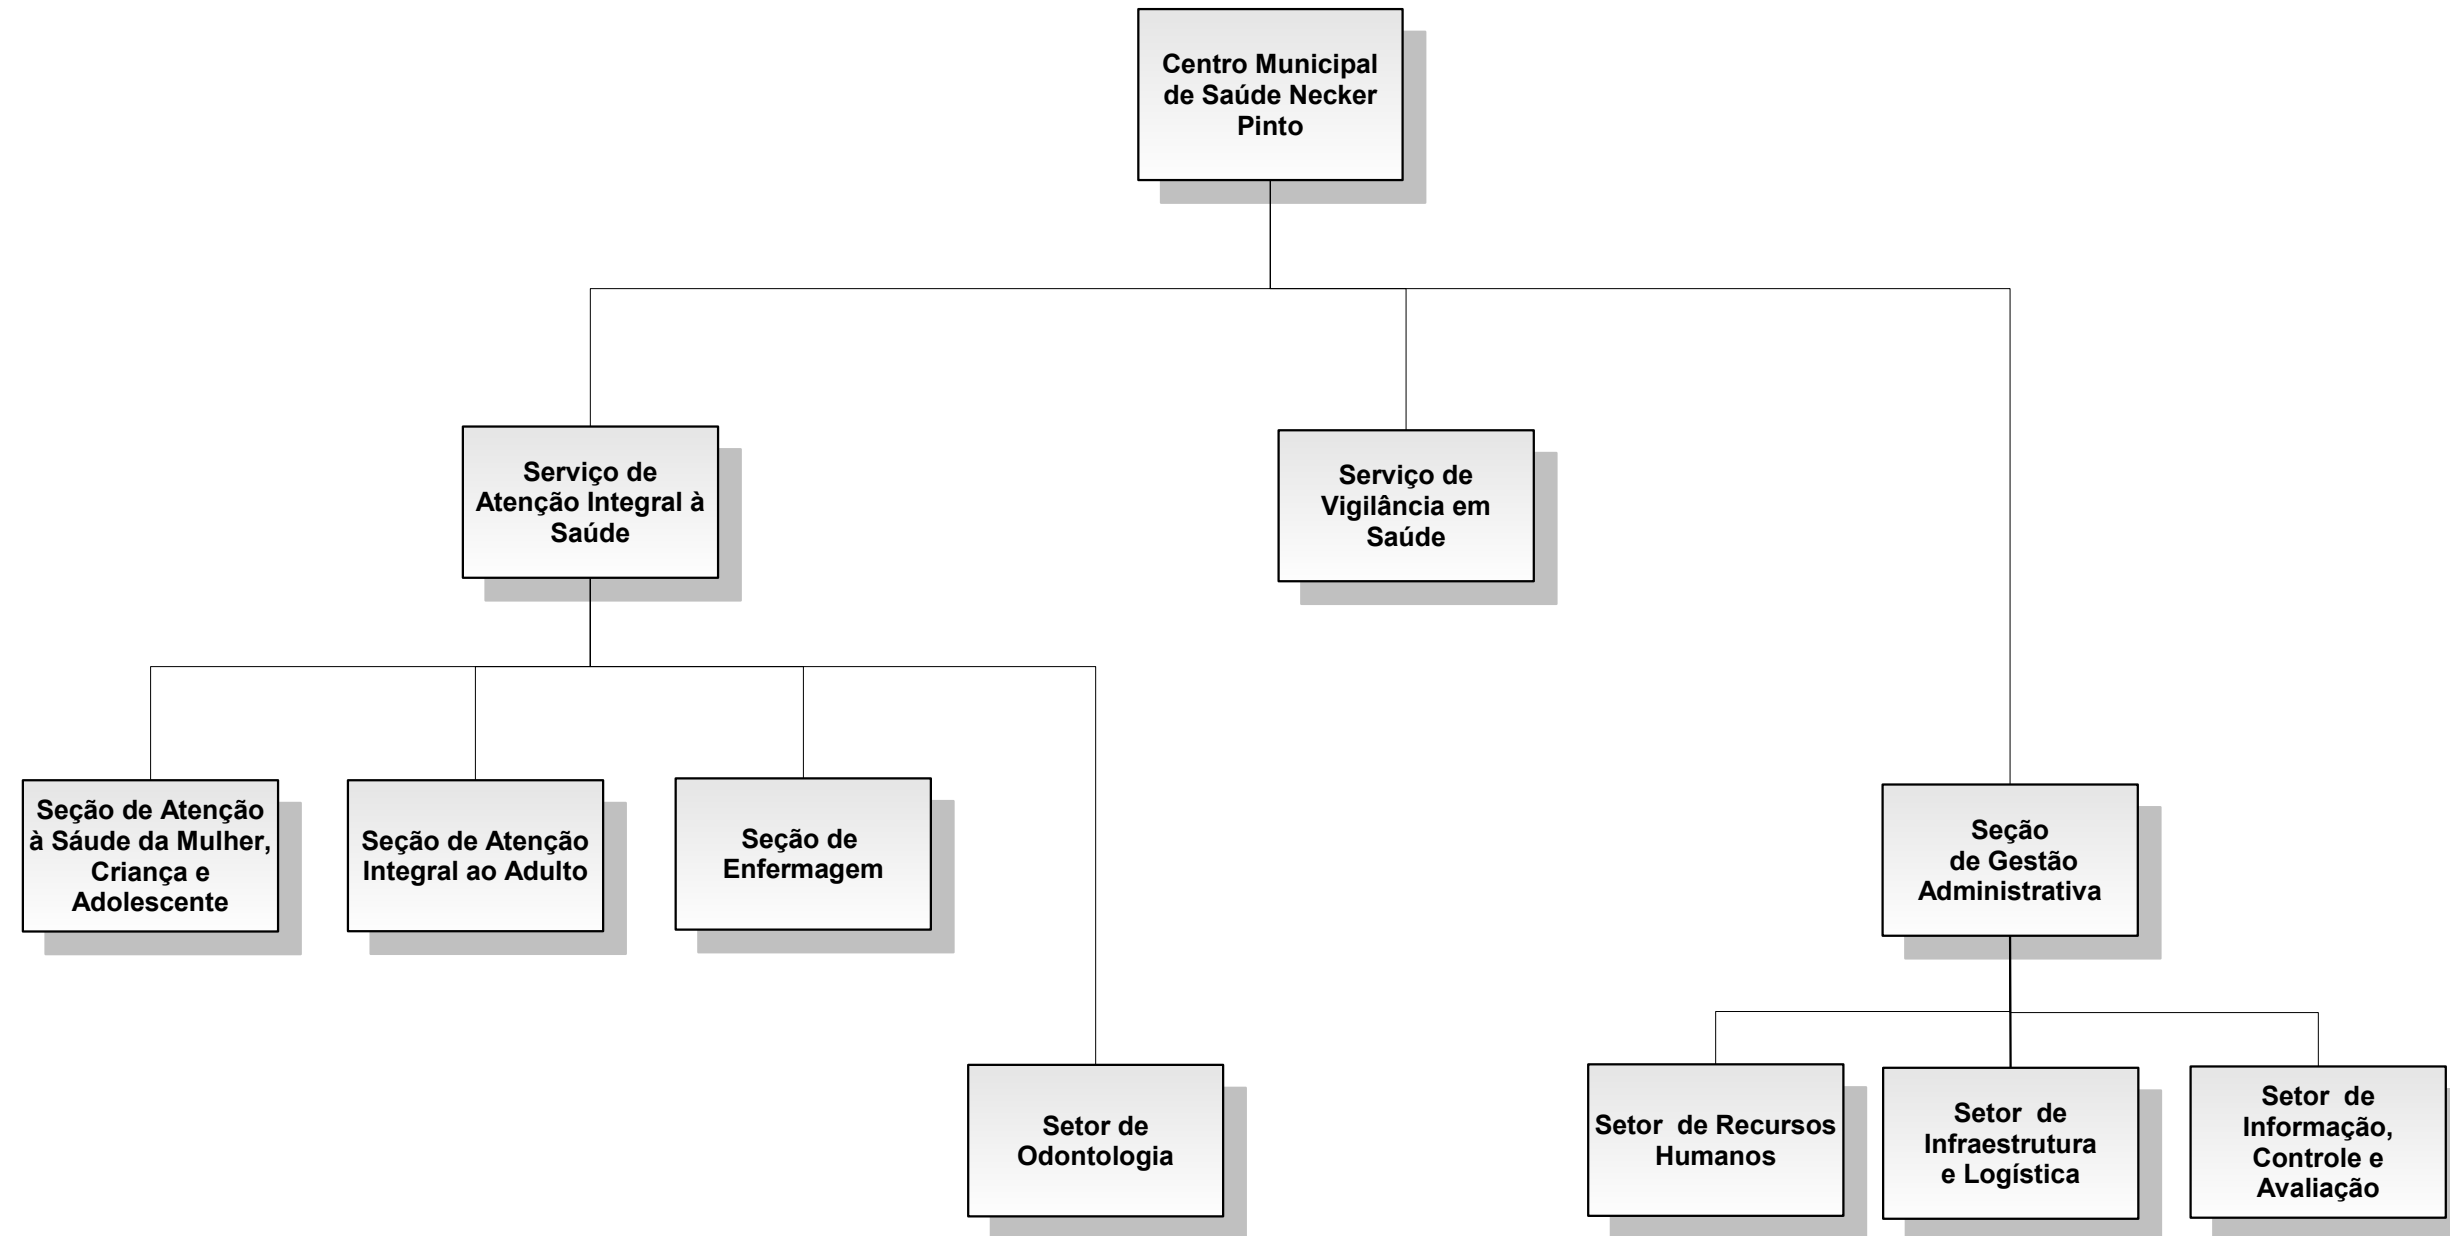 Centro Municipal
de Saúde Necker
Pinto
Serviço de
Atenção Integral à
Saúde
Serviço de
Vigilância em
Saúde
Seção de Atenção
à Sáude da Mulher,
Criança e
Adolescente
Seção de Atenção
Integral ao Adulto
Seção de
Enfermagem
Seção
de Gestão
Administrativa
Setor de
Odontologia
Setor  de Recursos
Humanos
Setor  de
Infraestrutura
e Logística
Setor  de
Informação,
Controle e
Avaliação